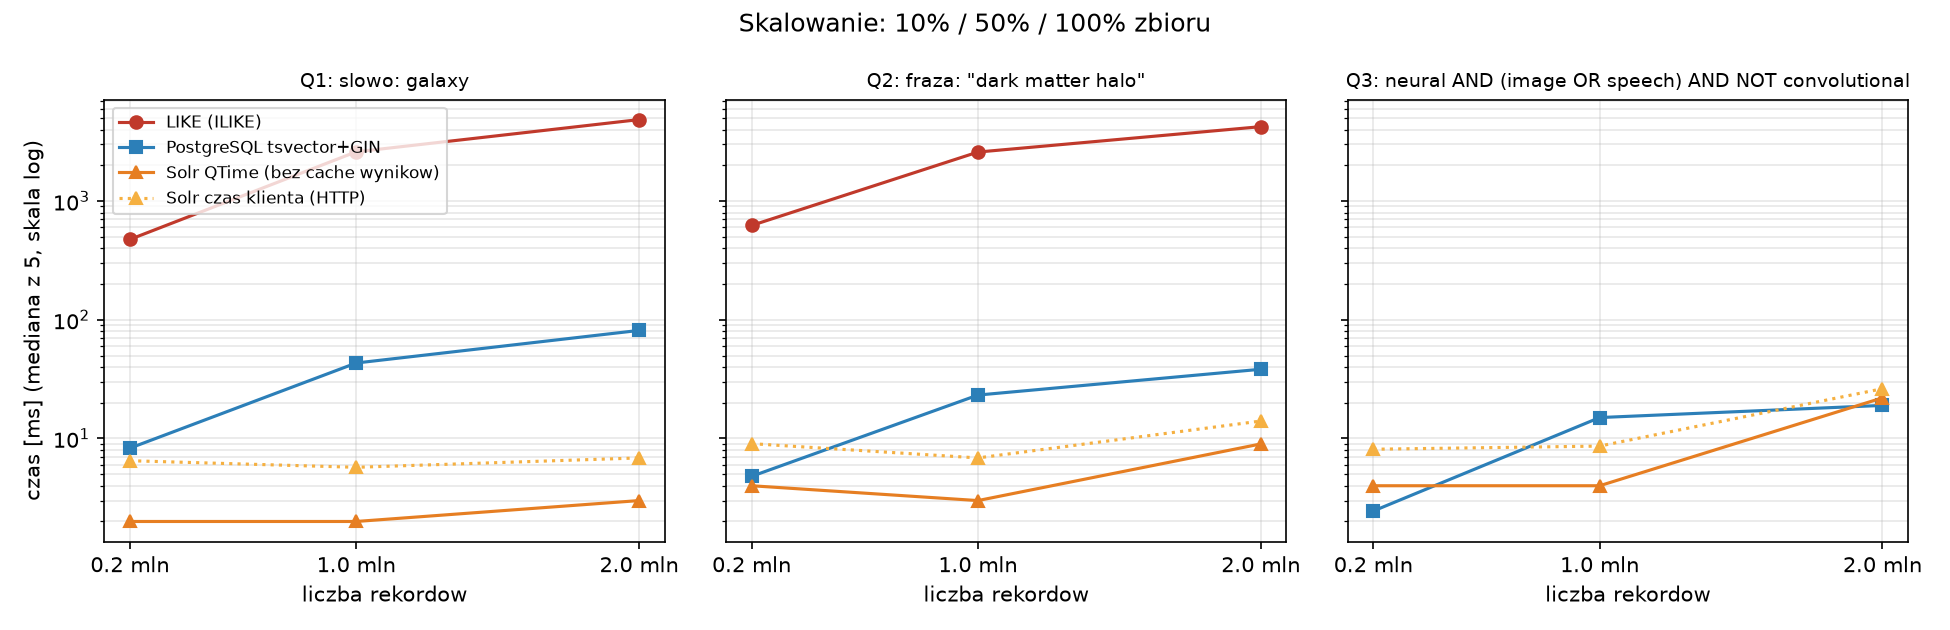 Skalowanie: 10% / 50% / 100% zbioru
Q1: slowo: galaxy
Q2: fraza: "dark matter halo"
Q3: neural AND (image OR speech) AND NOT convolutional
LIKE (ILIKE)
PostgreSQL tsvector+GIN
Solr QTime (bez cache wynikow)
Solr czas klienta (HTTP)
czas [ms] (mediana z 5, skala log)
10³
10²
10¹
0.2 mln 1.0 mln 2.0 mln
0.2 mln 1.0 mln 2.0 mln
0.2 mln 1.0 mln 2.0 mln
liczba rekordow
liczba rekordow
liczba rekordow